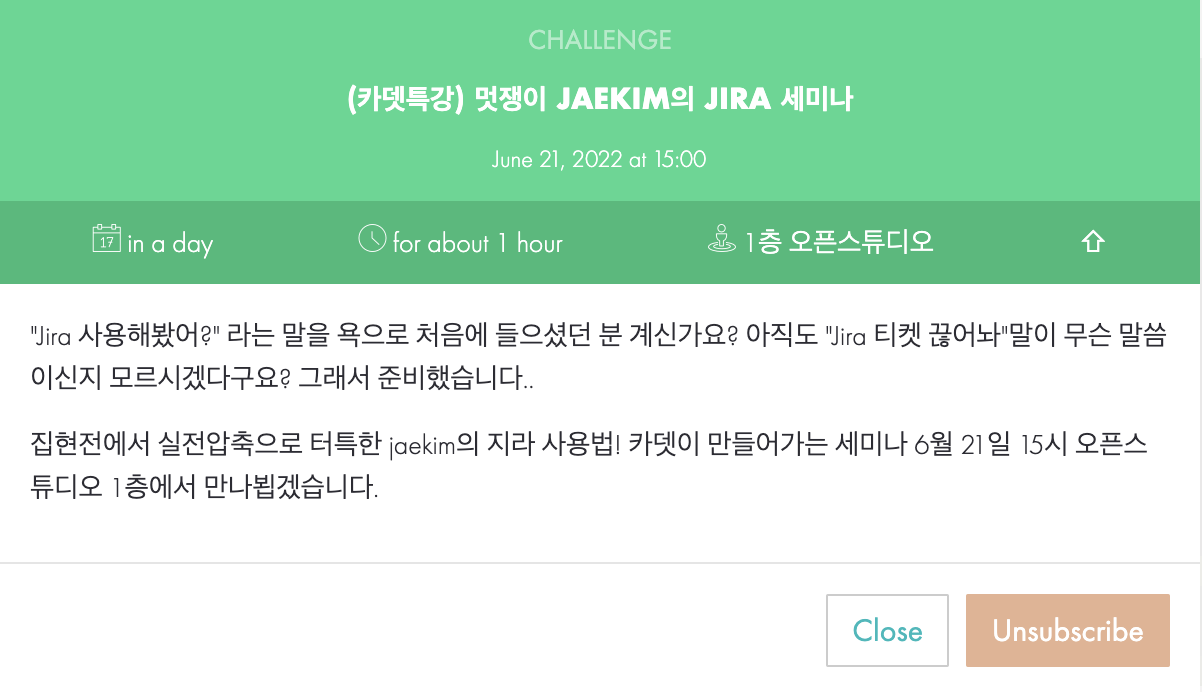 CHALLENGE
(카뎃특강) 멋쟁이 JAEKIM의 JIRA 세미나
June 21, 2022 at 15:00
17 in a day
for about 1 hour
1층 오픈스튜디오
"Jira 사용해봤어?" 라는 말을 욕으로 처음에 들으셨던 분 계신가요? 아직도 "Jira 티켓 끊어놔"말이 무슨 말씀
이신지 모르시겠다구요? 그래서 준비했습니다..
집현전에서 실전압축으로 터특한 jaekim의 지라 사용법! 카뎃이 만들어가는 세미나 6월 21일 15시 오픈스
튜디오 1층에서 만나뵙겠습니다.
Close
Unsubscribe